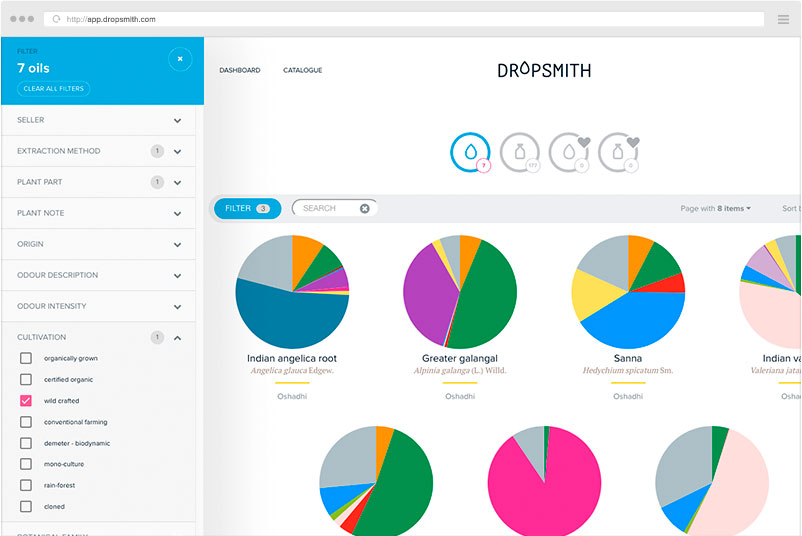 http://app.dropsmith.com
FILTER
7 oils
CLEAR ALL FILTERS
SELLER
EXTRACTION METHOD 1
PLANT PART 1
PLANT NOTE
ORIGIN
ODOUR DESCRIPTION
ODOUR INTENSITY
CULTIVATION 1
organically grown
certified organic
wild crafted
conventional farming
demeter - biodynamic
mono-culture
rain-forest
cloned
DASHBOARD CATALOGUE
DROPSMITH
7 177 0 0
FILTER 3 SEARCH Page with 8 items Sort b
Indian angelica root
Angelica glauca Edgew.
Oshadhi
Greater galangal
Alpinia galanga (L.) Willd.
Oshadhi
Sanna
Hedychium spicatum Sm.
Oshadhi
Indian va
Valeriana jata
Oshadhi